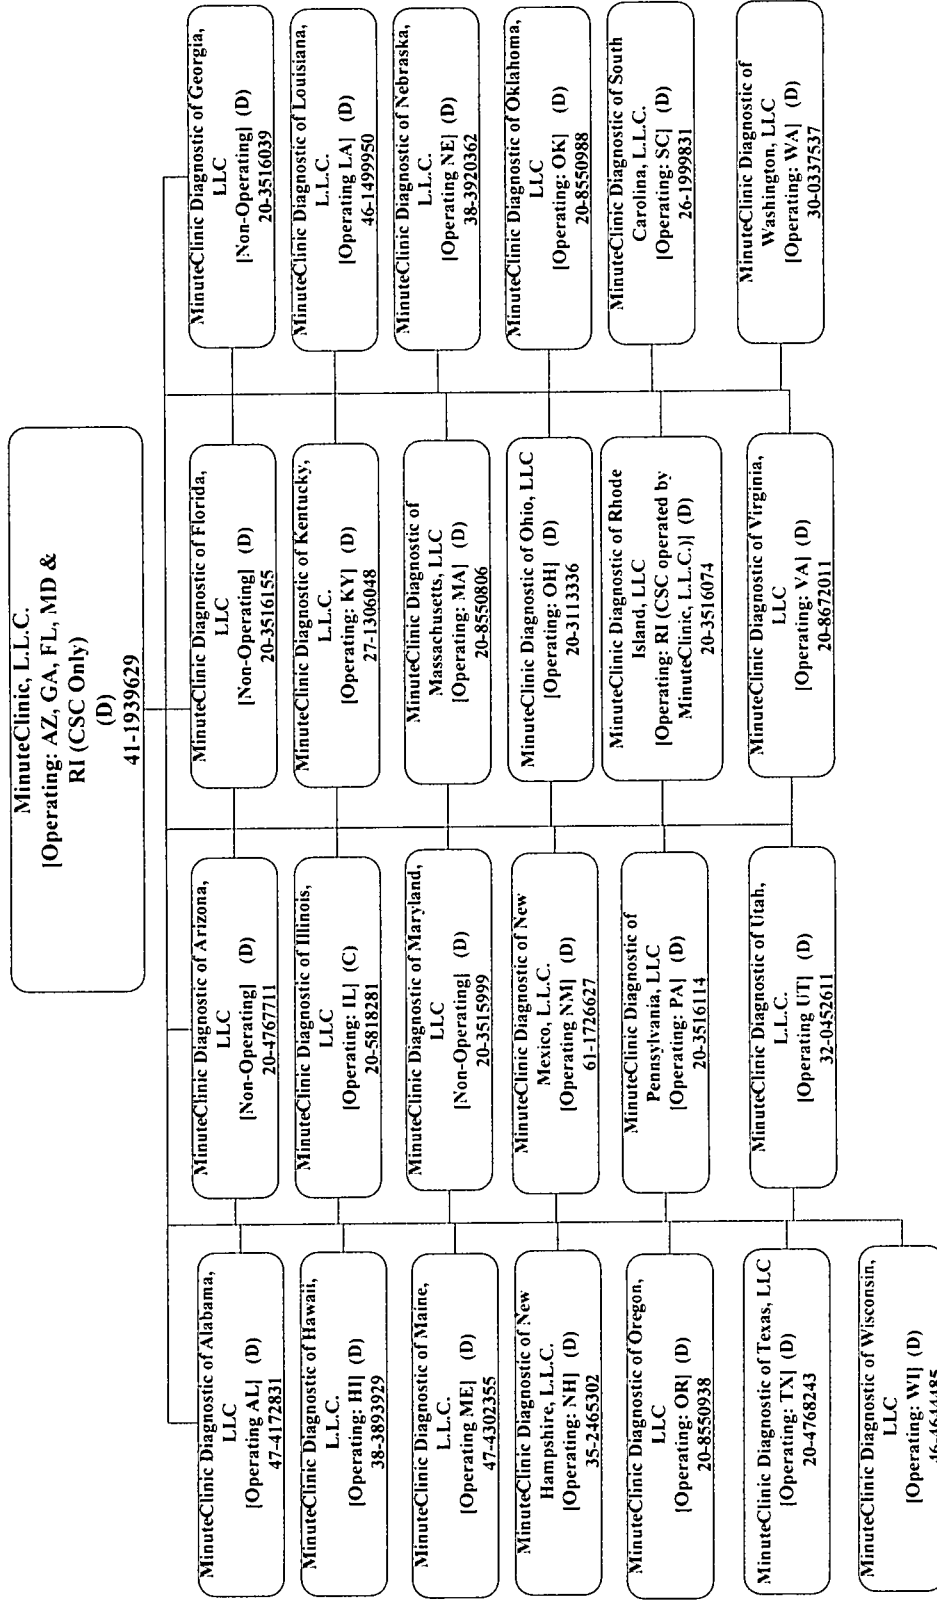 MinuteClinic, L.L.C.
[Operating: AZ, GA, FL, MD &
RI (CSC Only)
(D)
41-1939629
MinuteClinic Diagnostic of Alabama,
LLC
[Operating AL] (D)
47-4172831
MinuteClinic Diagnostic of Arizona,
LLC
[Non-Operating] (D)
20-4767711
MinuteClinic Diagnostic of Florida,
LLC
[Non-Operating] (D)
20-3516155
MinuteClinic Diagnostic of Georgia,
LLC
[Non-Operating] (D)
20-3516039
MinuteClinic Diagnostic of Hawaii,
L.L.C.
[Operating: HI] (D)
38-3893929
MinuteClinic Diagnostic of Illinois,
LLC
[Operating: IL] (C)
20-5818281
MinuteClinic Diagnostic of Kentucky,
L.L.C.
[Operating: KY] (D)
27-1306048
MinuteClinic Diagnostic of Louisiana,
L.L.C.
[Operating LA] (D)
46-1499950
MinuteClinic Diagnostic of Maine,
L.L.C.
[Operating ME] (D)
47-4302355
MinuteClinic Diagnostic of Maryland,
LLC
[Non-Operating] (D)
20-3515999
MinuteClinic Diagnostic of
Massachusetts, LLC
[Operating: MA] (D)
20-8550806
MinuteClinic Diagnostic of Nebraska,
L.L.C.
[Operating NE] (D)
38-3920362
MinuteClinic Diagnostic of New
Hampshire, L.L.C.
[Operating: NH] (D)
35-2465302
MinuteClinic Diagnostic of New
Mexico, L.L.C.
[Operating NM] (D)
61-1726627
MinuteClinic Diagnostic of Ohio, LLC
[Operating: OH] (D)
20-3113336
MinuteClinic Diagnostic of Oklahoma,
LLC
[Operating: OK] (D)
20-8550988
MinuteClinic Diagnostic of Oregon,
LLC
[Operating: OR] (D)
20-8550938
MinuteClinic Diagnostic of
Pennsylvania, LLC
[Operating: PA] (D)
20-3516114
MinuteClinic Diagnostic of Rhode
Island, LLC
[Operating: RI (CSC operated by
MinuteClinic, L.L.C.)] (D)
20-3516074
MinuteClinic Diagnostic of South
Carolina, L.L.C.
[Operating: SC] (D)
26-1999831
MinuteClinic Diagnostic of Texas, LLC
[Operating: TX] (D)
20-4768243
MinuteClinic Diagnostic of Utah,
L.L.C.
[Operating UT] (D)
32-0452611
MinuteClinic Diagnostic of Virginia,
LLC
[Operating: VA] (D)
20-8672011
MinuteClinic Diagnostic of
Washington, LLC
[Operating: WA] (D)
30-0337537
MinuteClinic Diagnostic of Wisconsin,
LLC
[Operating: WI] (D)